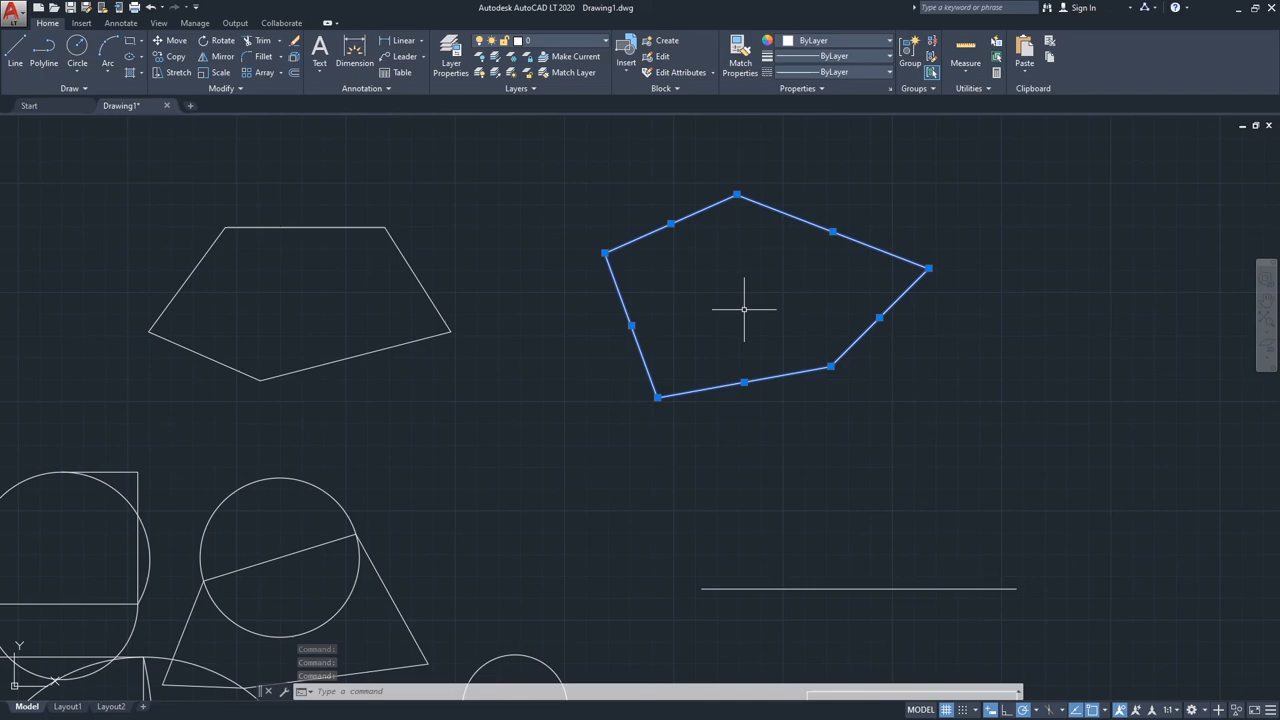 Autodesk AutoCAD LT 2020 Drawing1.dwg
Type a keyword or phrase
Sign In
LT
Home Insert Annotate View Manage Output Collaborate
Line Polyline Circle Arc
Move Rotate Trim
Copy Mirror Fillet
Stretch Scale Array
Text Dimension
Linear
Leader
Table
Layer Properties
0
Make Current
Match Layer
Insert
Create
Edit
Edit Attributes
Match Properties
ByLayer
ByLayer
ByLayer
Group
Measure
Paste
Draw Modify Annotation Layers Block Properties Groups Utilities Clipboard
Start Drawing1*
Y
X
Command:
Command:
Command:
Type a command
Model Layout1 Layout2
MODEL 1:1